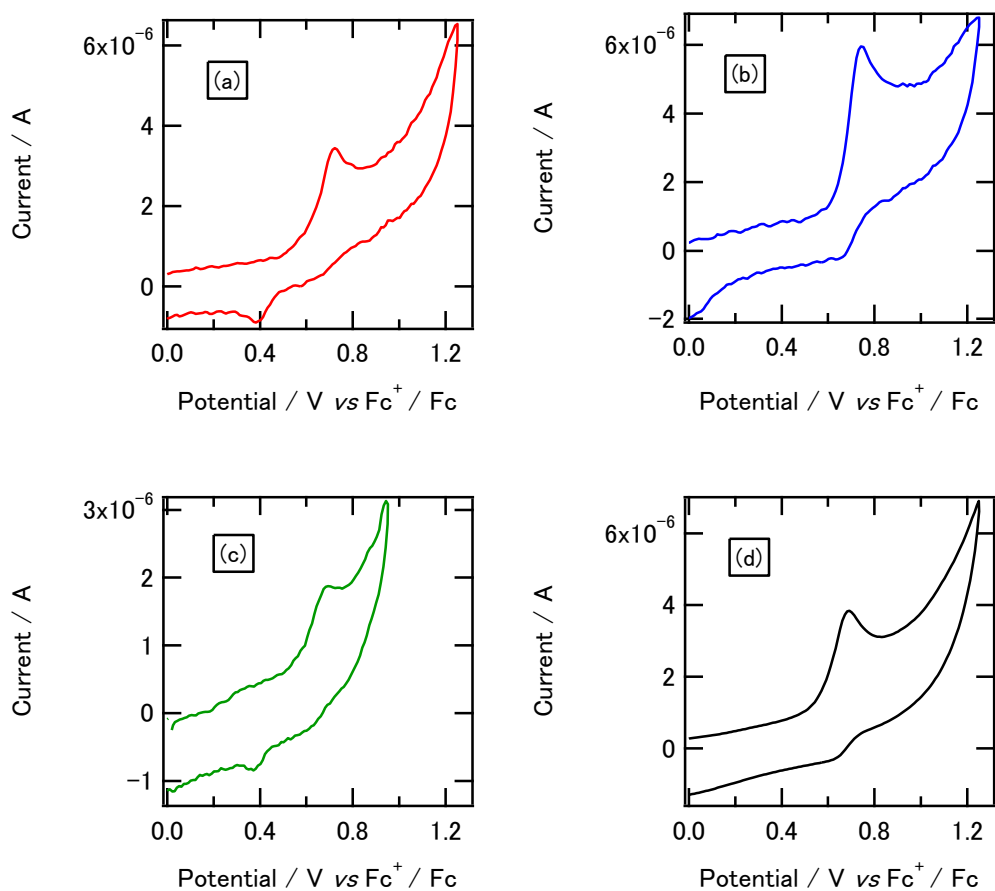 6x10⁻⁶
(a)
4
2
0
Current / A
0.0 0.4 0.8 1.2
Potential / V vs Fc⁺ / Fc
6x10⁻⁶
(b)
4
2
0
−2
Current / A
0.0 0.4 0.8 1.2
Potential / V vs Fc⁺ / Fc
3x10⁻⁶
(c)
2
1
0
−1
Current / A
0.0 0.4 0.8 1.2
Potential / V vs Fc⁺ / Fc
6x10⁻⁶
(d)
4
2
0
Current / A
0.0 0.4 0.8 1.2
Potential / V vs Fc⁺ / Fc